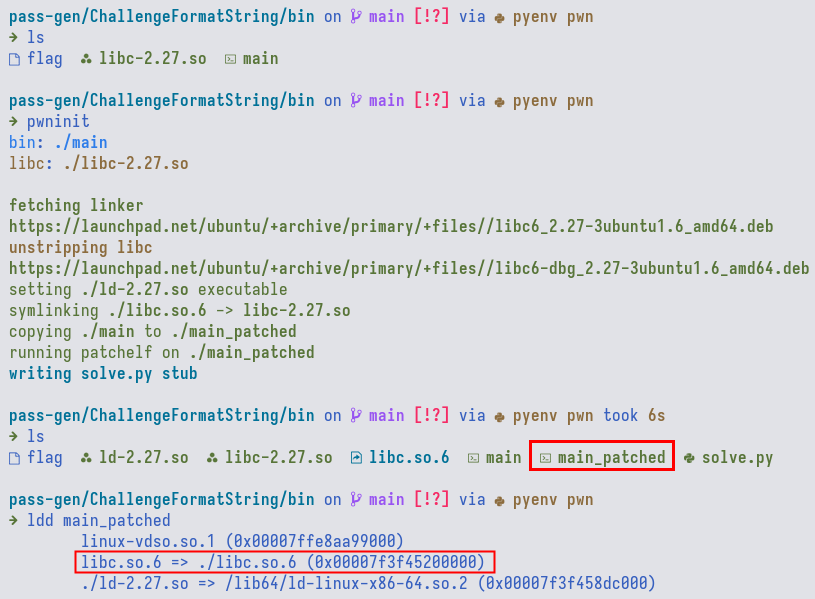 pass-gen/ChallengeFormatString/bin on main [!?] via pyenv pwn
→ ls
flag libc-2.27.so main
pass-gen/ChallengeFormatString/bin on main [!?] via pyenv pwn
→ pwninit
bin: ./main
libc: ./libc-2.27.so
fetching linker
https://launchpad.net/ubuntu/+archive/primary/+files//libc6_2.27-3ubuntu1.6_amd64.deb
unstripping libc
https://launchpad.net/ubuntu/+archive/primary/+files//libc6-dbg_2.27-3ubuntu1.6_amd64.deb
setting ./ld-2.27.so executable
symlinking ./libc.so.6 -> libc-2.27.so
copying ./main to ./main_patched
running patchelf on ./main_patched
writing solve.py stub
pass-gen/ChallengeFormatString/bin on main [!?] via pyenv pwn took 6s
→ ls
flag ld-2.27.so libc-2.27.so libc.so.6 main main_patched solve.py
pass-gen/ChallengeFormatString/bin on main [!?] via pyenv pwn
→ ldd main_patched
linux-vdso.so.1 (0x00007ffe8aa99000)
libc.so.6 => ./libc.so.6 (0x00007f3f45200000)
./ld-2.27.so => /lib64/ld-linux-x86-64.so.2 (0x00007f3f458dc000)